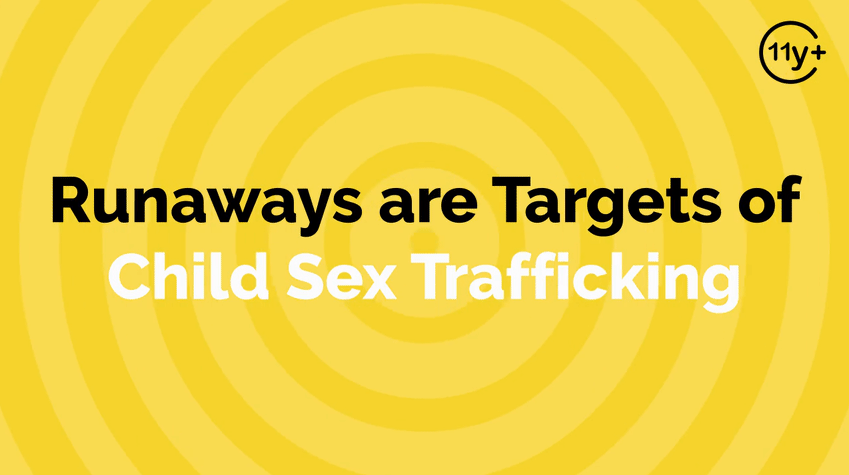 11y+
Runaways are Targets of
Child Sex Trafficking